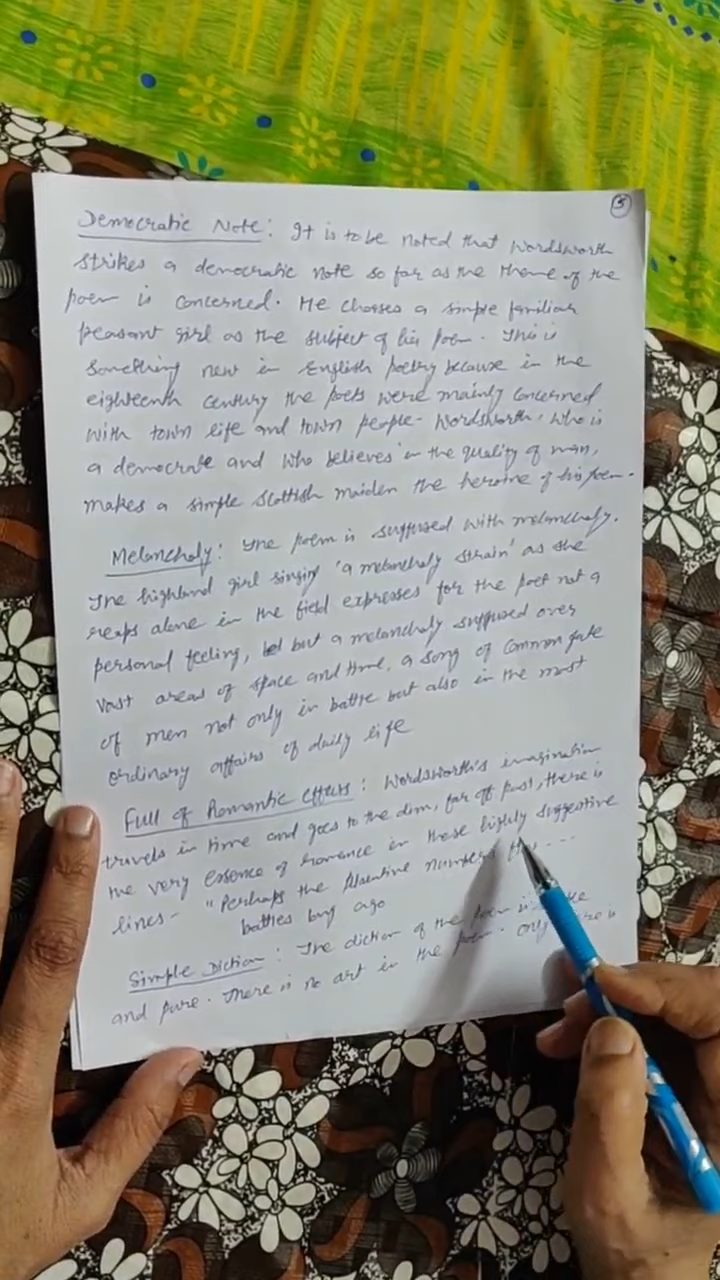 5
Democratic Note: It is to be noted that Wordsworth
strikes a democratic note so far as the theme of the
poem is concerned. He chooses a simple familiar
peasant girl as the subject of his poem. This is
something new in English poetry because in the
eighteenth century the poets were mainly concerned
with town life and town people. Wordsworth, who is
a democrate and who believes in the quality of man,
makes a simple Scottish maiden the heroine of his poem.
Melancholy: The poem is suffused with melancholy.
The highland girl singing 'a melancholy strain' as she
reaps alone in the field expresses for the poet not a
personal feeling, but a melancholy suffused over
vast areas of space and time, a song of common fate
of men not only in battle but also in the most
ordinary affairs of daily life
Full of Romantic Effects: Wordsworth's imagination
travels in time and goes to the dim, far off past, there is
the very essence of romance in these highly suggestive
lines- "Perhaps the Plaintive numbers ...
battles long ago
Simple Diction: The diction of the poem is
and pure. There is no art in the poem. Only is